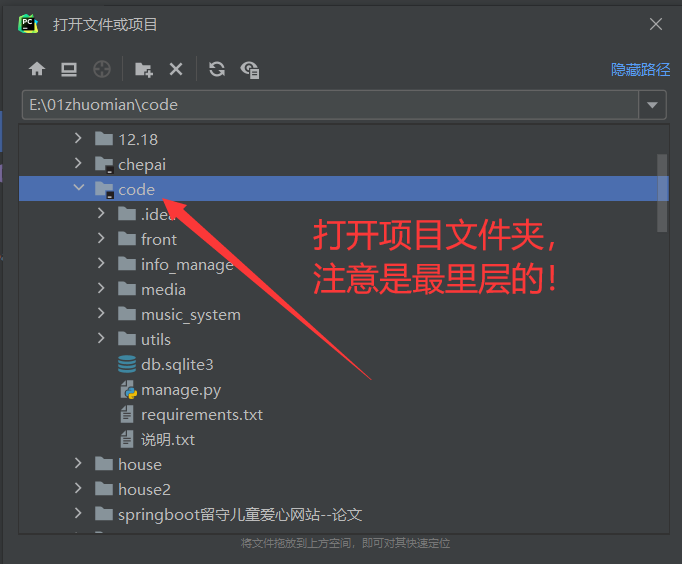 PC
打开文件或项目
隐藏路径
E:\01zhuomian\code
12.18
chepai
code
.idea
front
info_manage
media
music_system
utils
db.sqlite3
manage.py
requirements.txt
说明.txt
house
house2
springboot留守儿童爱心网站--论文
打开项目文件夹，
注意是最里层的！
将文件拖放到上方空间，即可对其快速定位